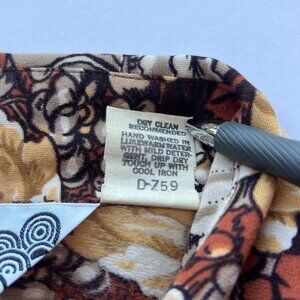 DRY CLEAN
RECOMMENDED
HAND WASHED IN
LUKEWARM WATER
WITH MILD DETER-
GENT, DRIP DRY
TOUCH UP WITH
COOL IRON
D-759